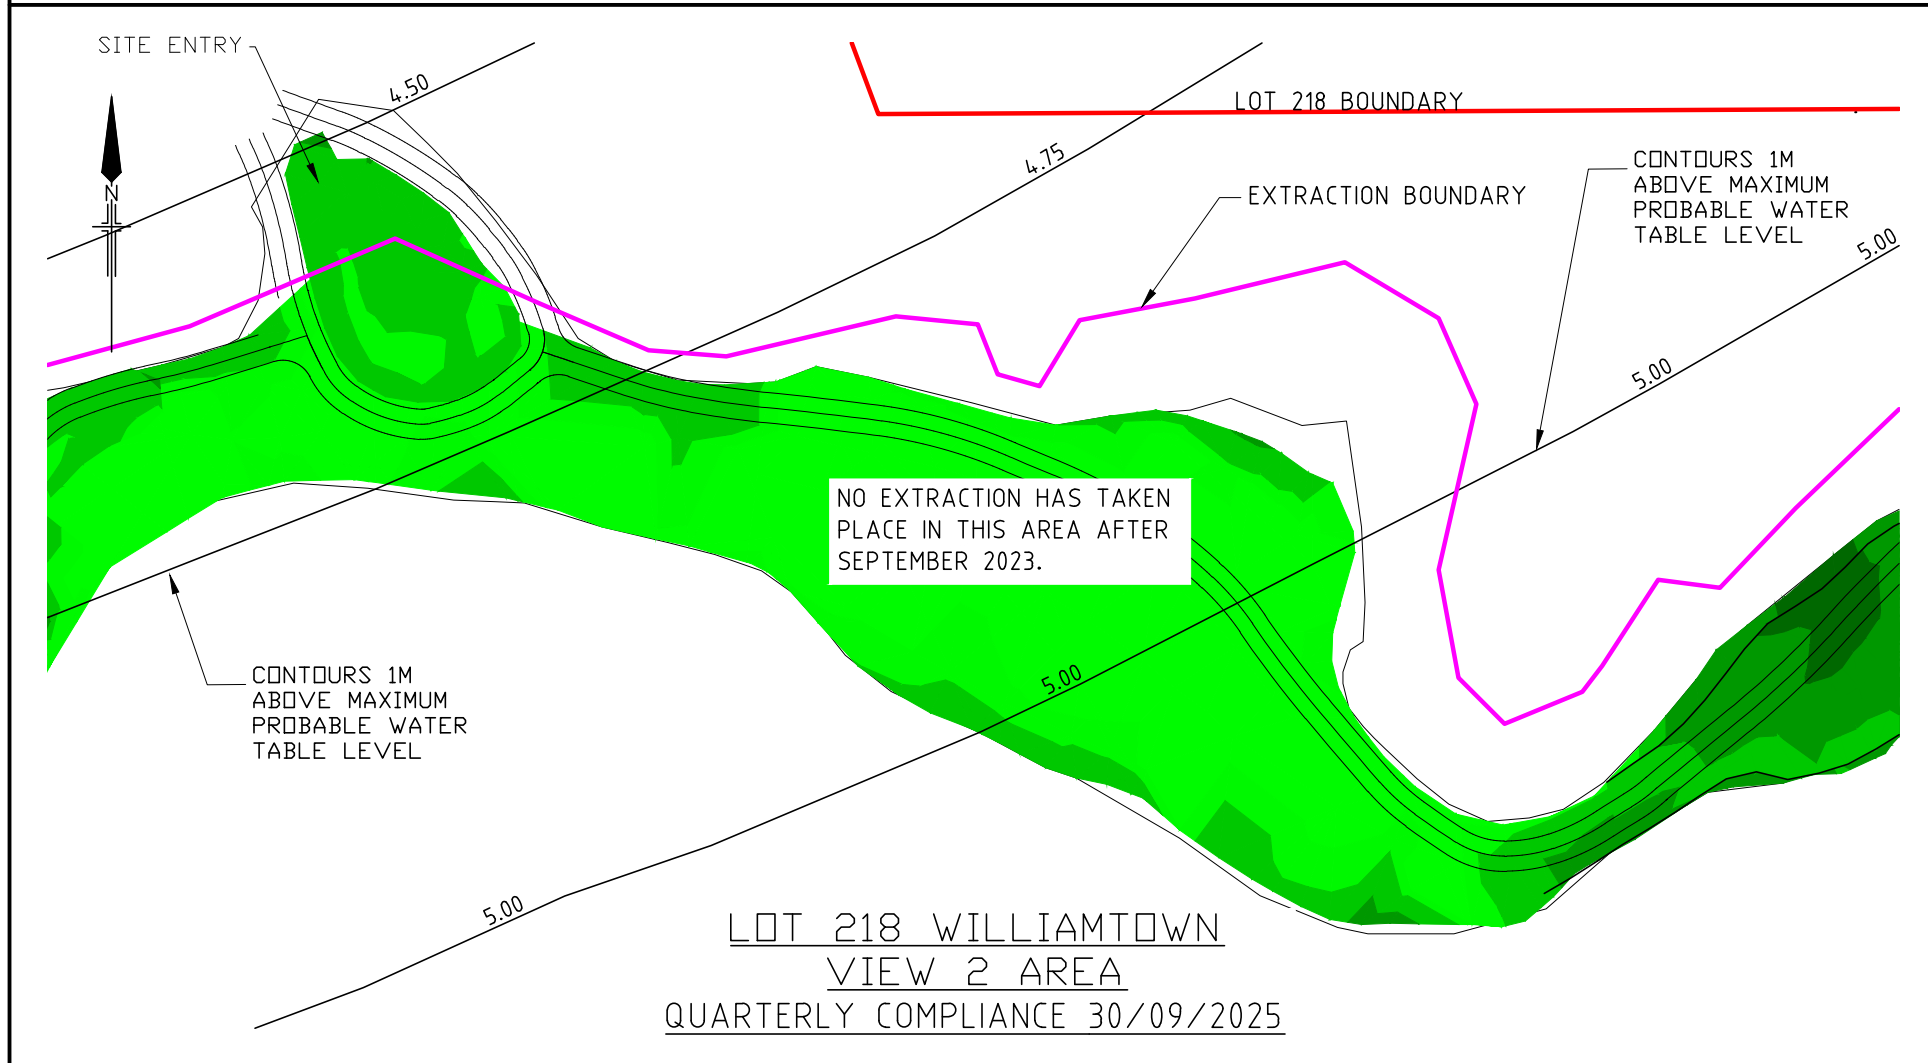 SITE ENTRY
4.50
LOT 218 BOUNDARY
4.75
CONTOURS 1M
ABOVE MAXIMUM
PROBABLE WATER
TABLE LEVEL
EXTRACTION BOUNDARY
N
5.00
5.00
NO EXTRACTION HAS TAKEN
PLACE IN THIS AREA AFTER
SEPTEMBER 2023.
CONTOURS 1M
ABOVE MAXIMUM
PROBABLE WATER
TABLE LEVEL
5.00
5.00
LOT 218 WILLIAMTOWN
VIEW 2 AREA
QUARTERLY COMPLIANCE 30/09/2025